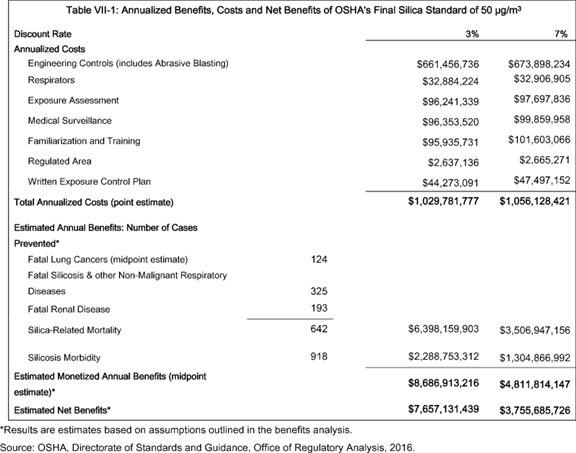 Table VII-1: Annualized Benefits, Costs and Net Benefits of OSHA's Final Silica Standard of 50 µg/m³
Discount Rate 3% 7%
Annualized Costs
Engineering Controls (includes Abrasive Blasting) $661,456,736 $673,898,234
Respirators $32,884,224 $32,906,905
Exposure Assessment $96,241,339 $97,697,836
Medical Surveillance $96,353,520 $99,859,958
Familiarization and Training $95,935,731 $101,603,066
Regulated Area $2,637,136 $2,665,271
Written Exposure Control Plan $44,273,091 $47,497,152
Total Annualized Costs (point estimate) $1,029,781,777 $1,056,128,421
Estimated Annual Benefits: Number of Cases
Prevented*
Fatal Lung Cancers (midpoint estimate) 124
Fatal Silicosis & other Non-Malignant Respiratory
Diseases 325
Fatal Renal Disease 193
Silica-Related Mortality 642 $6,398,159,903 $3,506,947,156
Silicosis Morbidity 918 $2,288,753,312 $1,304,866,992
Estimated Monetized Annual Benefits (midpoint
estimate)* $8,686,913,216 $4,811,814,147
Estimated Net Benefits* $7,657,131,439 $3,755,685,726
*Results are estimates based on assumptions outlined in the benefits analysis.
Source: OSHA, Directorate of Standards and Guidance, Office of Regulatory Analysis, 2016.